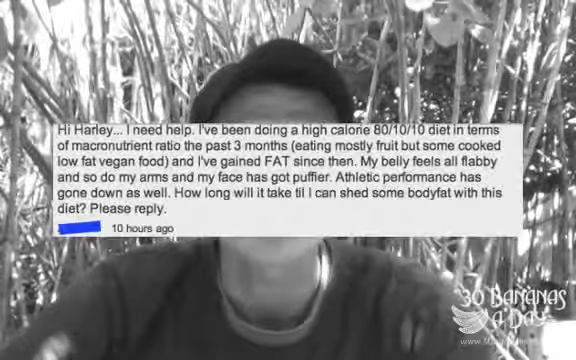 Hi Harley... I need help. I've been doing a high calorie 80/10/10 diet in terms
of macronutrient ratio the past 3 months (eating mostly fruit but some cooked
low fat vegan food) and I've gained FAT since then. My belly feels all flabby
and so do my arms and my face has got puffier. Athletic performance has
gone down as well. How long will it take til I can shed some bodyfat with this
diet? Please reply.
10 hours ago
30 BANANAS
A DAY